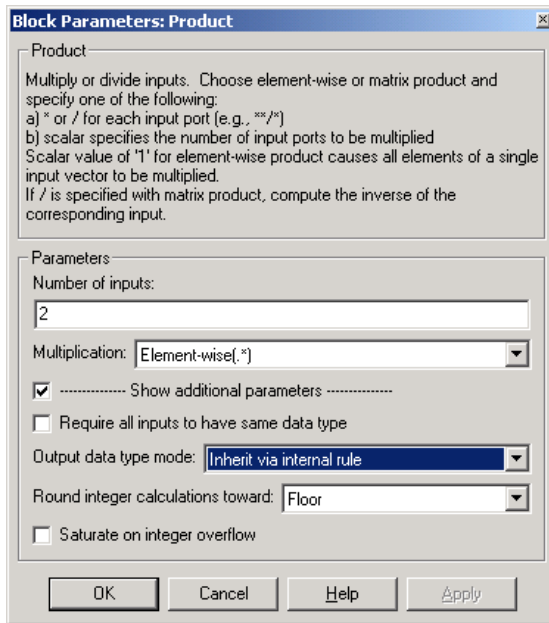 Block Parameters: Product
Product
Multiply or divide inputs. Choose element-wise or matrix product and
specify one of the following:
a) * or / for each input port (e.g., **/*)
b) scalar specifies the number of input ports to be multiplied
Scalar value of '1' for element-wise product causes all elements of a single
input vector to be multiplied.
If / is specified with matrix product, compute the inverse of the
corresponding input.
Parameters
Number of inputs:
2
Multiplication: Element-wise(.*)
-------------- Show additional parameters --------------
Require all inputs to have same data type
Output data type mode: Inherit via internal rule
Round integer calculations toward: Floor
Saturate on integer overflow
OK Cancel Help Apply